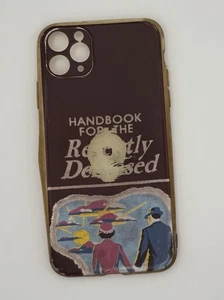 HANDBOOK
FOR THE
Recently
Deceased